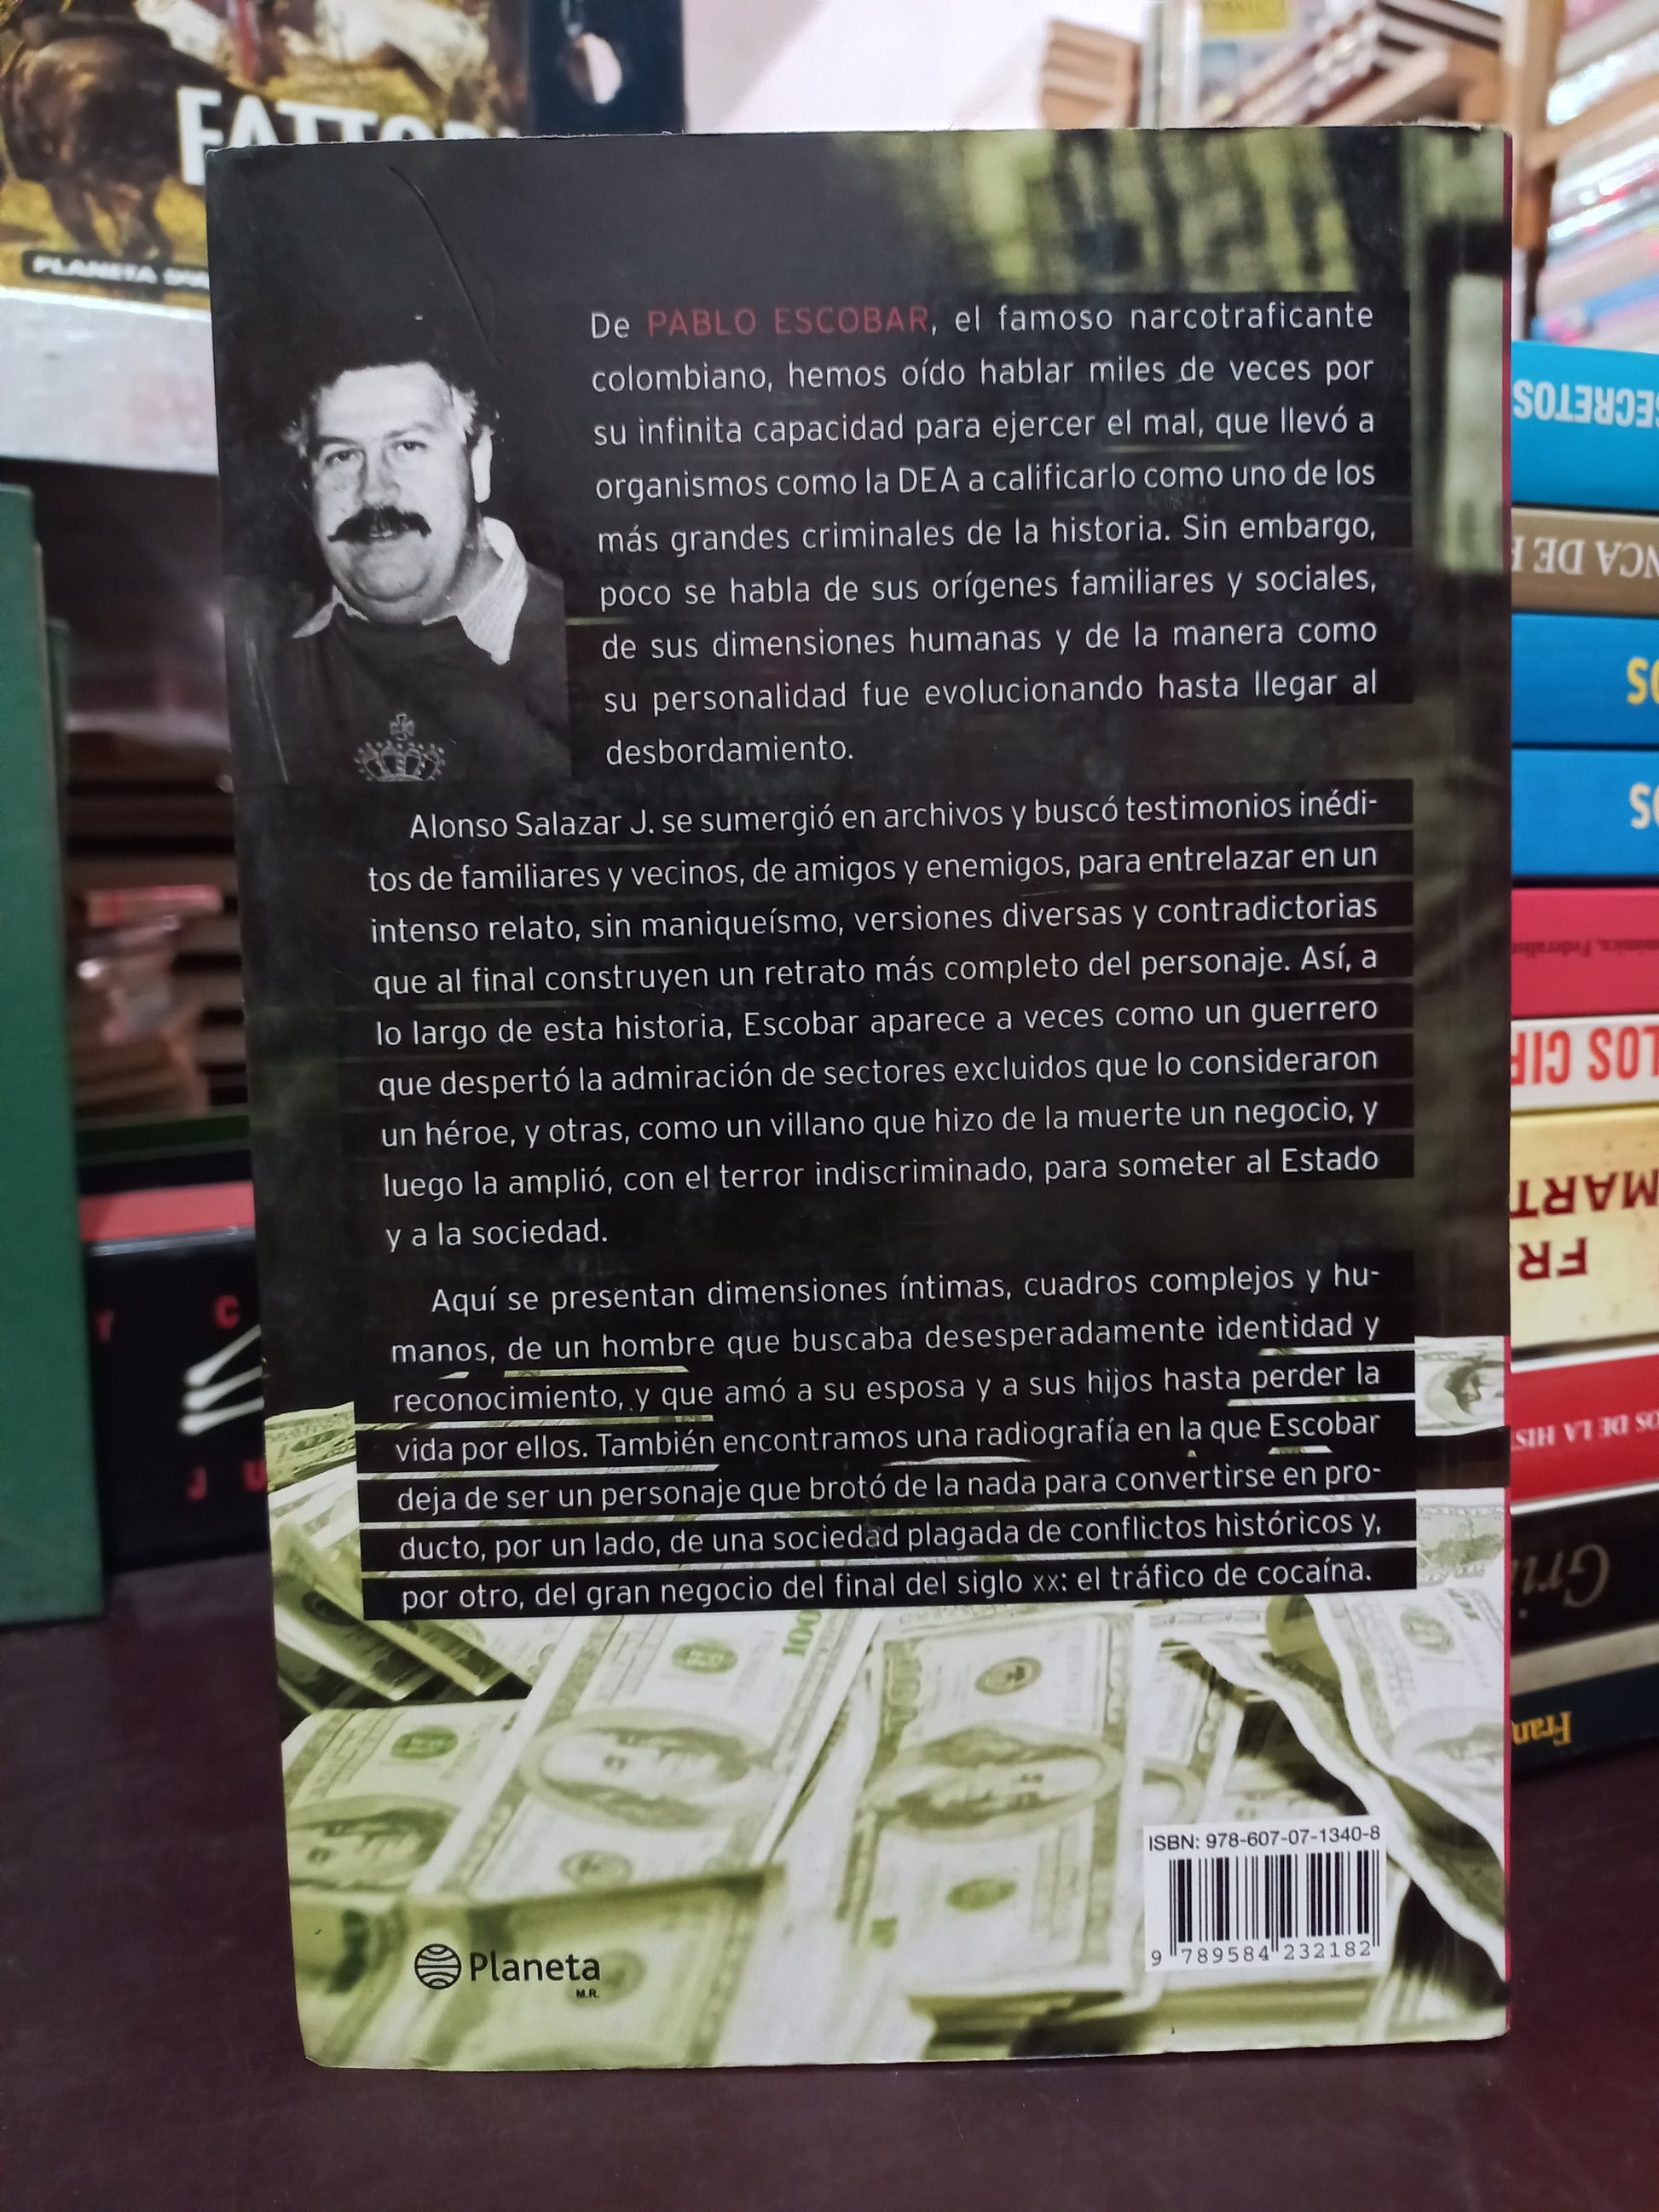 PLANETA
De PABLO ESCOBAR, el famoso narcotraficante
colombiano, hemos oído hablar miles de veces por
su infinita capacidad para ejercer el mal, que llevó a
organismos como la DEA a calificarlo como uno de los
más grandes criminales de la historia. Sin embargo,
poco se habla de sus orígenes familiares y sociales,
de sus dimensiones humanas y de la manera como
su personalidad fue evolucionando hasta llegar al
desbordamiento.
Alonso Salazar J. se sumergió en archivos y buscó testimonios inédi-
tos de familiares y vecinos, de amigos y enemigos, para entrelazar en un
intenso relato, sin maniqueísmo, versiones diversas y contradictorias
que al final construyen un retrato más completo del personaje. Así, a
lo largo de esta historia, Escobar aparece a veces como un guerrero
que despertó la admiración de sectores excluidos que lo consideraron
un héroe, y otras, como un villano que hizo de la muerte un negocio, y
luego la amplió, con el terror indiscriminado, para someter al Estado
y a la sociedad.
Aquí se presentan dimensiones íntimas, cuadros complejos y hu-
manos, de un hombre que buscaba desesperadamente identidad y
reconocimiento, y que amó a su esposa y a sus hijos hasta perder la
vida por ellos. También encontramos una radiografía en la que Escobar
deja de ser un personaje que brotó de la nada para convertirse en pro-
ducto, por un lado, de una sociedad plagada de conflictos históricos y,
por otro, del gran negocio del final del siglo XX: el tráfico de cocaína.
100
ISBN: 978-607-07-1340-8
9 789584 232182
Planeta
M.R.
LOS
DE LA